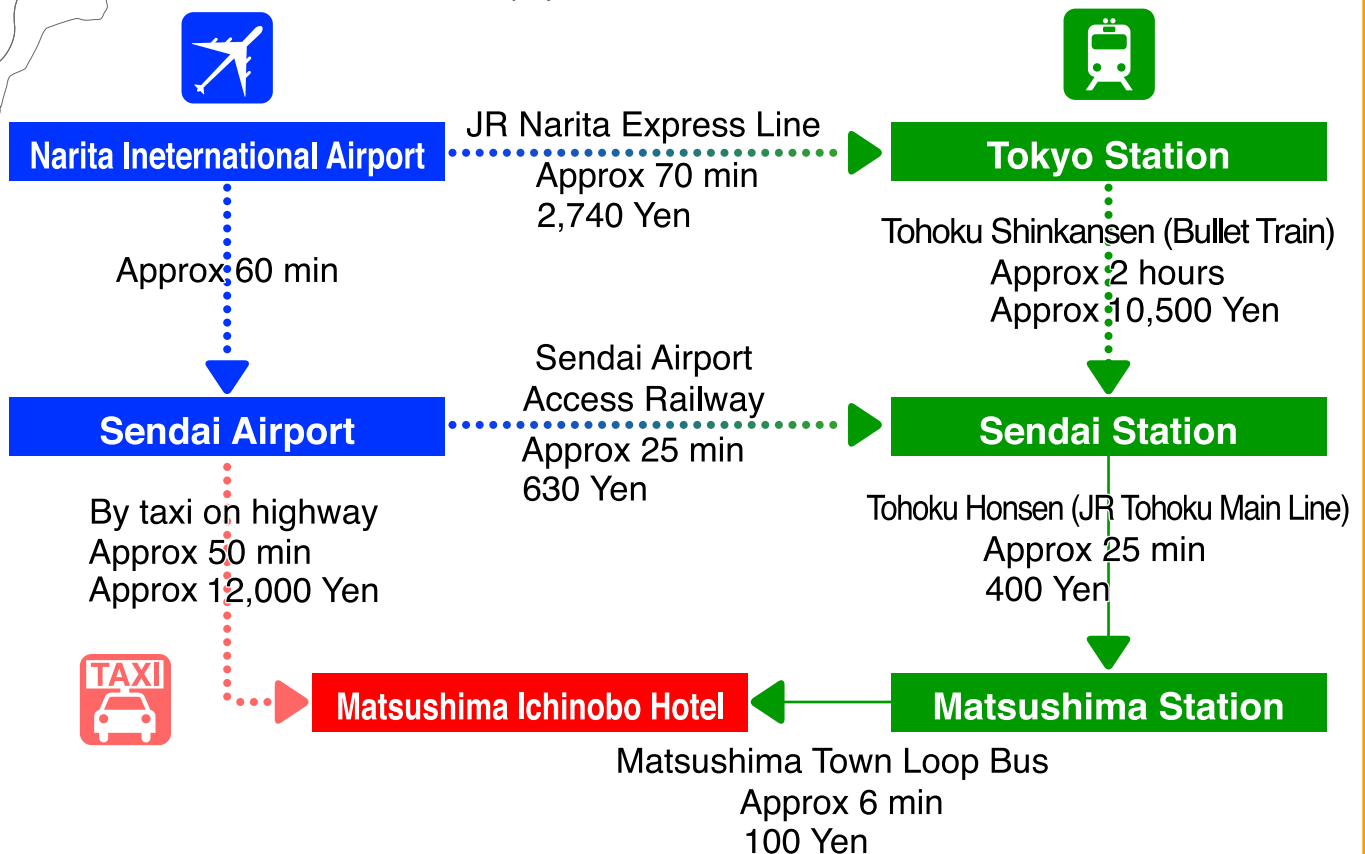 JR Narita Express Line
Narita Ineternational Airport
Tokyo Station
Approx 70 min
2,740 Yen
Tohoku Shinkansen (Bullet Train)
Approx 60 min
Approx 2 hours
Approx 10,500 Yen
Sendai Airport
Access Railway
Sendai Airport
Sendai Station
Approx 25 min
630 Yen
By taxi on highway
Approx 50 min
Approx 12,000 Yen
Tohoku Honsen (JR Tohoku Main Line)
Approx 25 min
400 Yen
TAXI
Matsushima Ichinobo Hotel
Matsushima Station
Matsushima Town Loop Bus
Approx 6 min
100 Yen